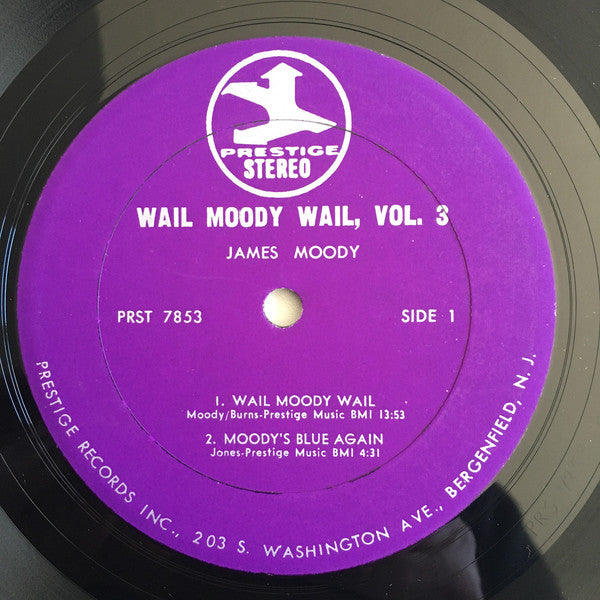 PRESTIGE
STEREO
WAIL MOODY WAIL, VOL. 3
JAMES MOODY
PRST 7853
SIDE 1
1. WAIL MOODY WAIL
Moody/Burns-Prestige Music BMI 13:53
2. MOODY'S BLUE AGAIN
Jones-Prestige Music BMI 4:31
PRESTIGE RECORDS INC., 203 S. WASHINGTON AVE., BERGENFIELD, N. J.